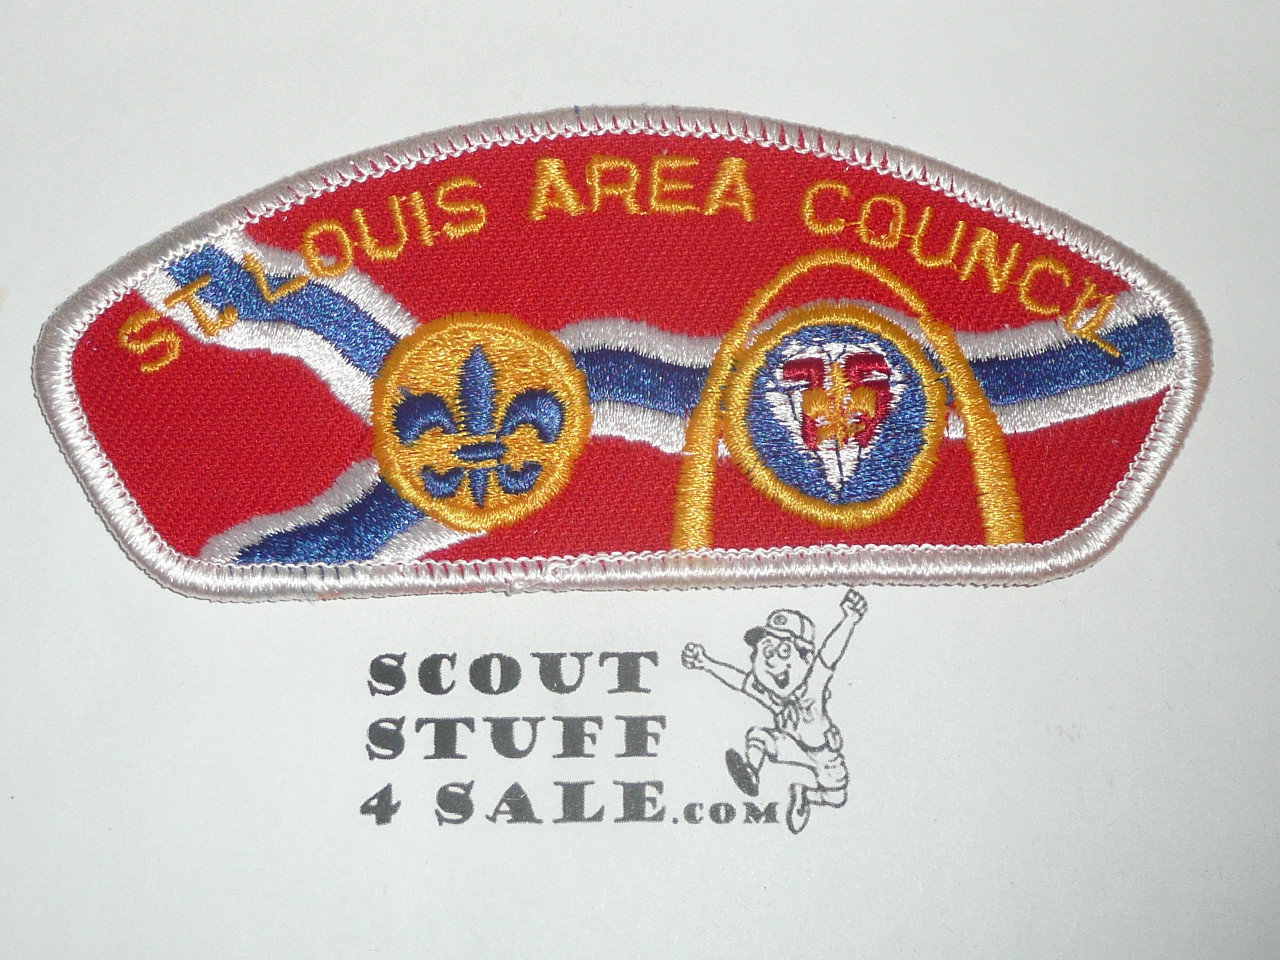 ST. LOUIS AREA COUNCIL
SCOUT
STUFF
4 SALE.COM